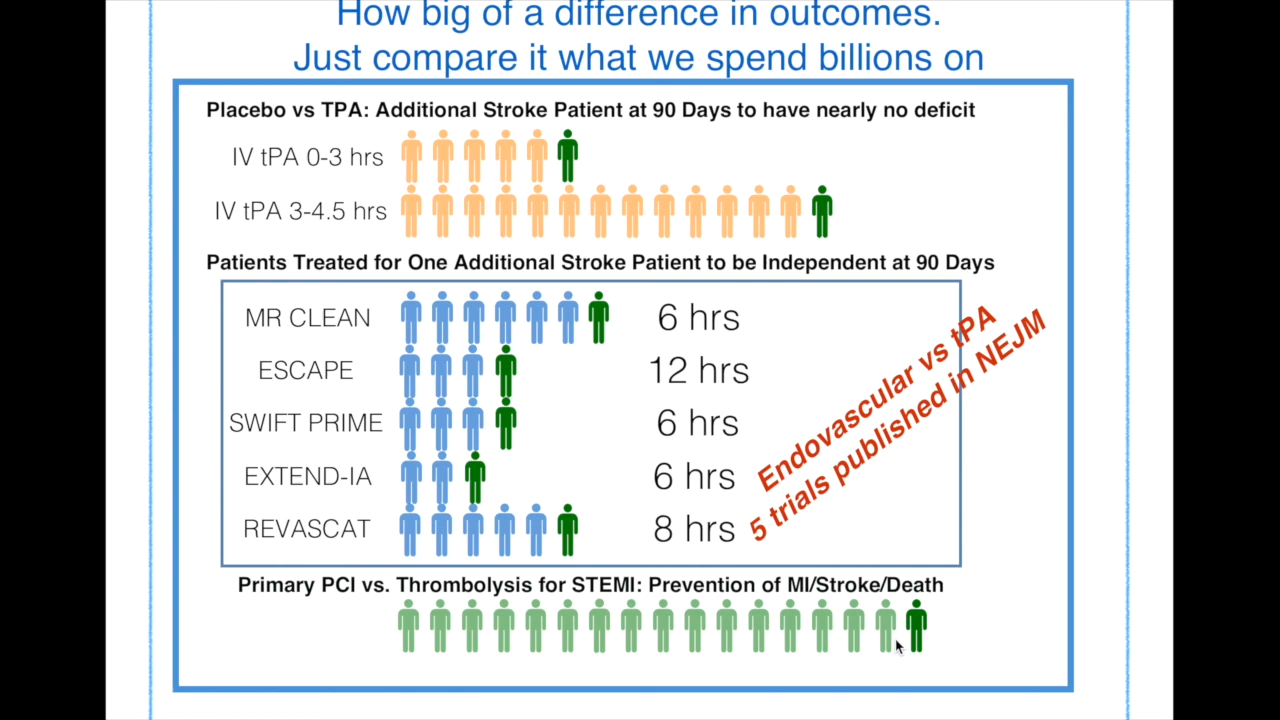 How big of a difference in outcomes.
Just compare it what we spend billions on
Placebo vs TPA: Additional Stroke Patient at 90 Days to have nearly no deficit
IV tPA 0-3 hrs
IV tPA 3-4.5 hrs
Patients Treated for One Additional Stroke Patient to be Independent at 90 Days
MR CLEAN 6 hrs
ESCAPE 12 hrs
SWIFT PRIME 6 hrs
EXTEND-IA 6 hrs
REVASCAT 8 hrs
Endovascular vs tPA
5 trials published in NEJM
Primary PCI vs. Thrombolysis for STEMI: Prevention of MI/Stroke/Death